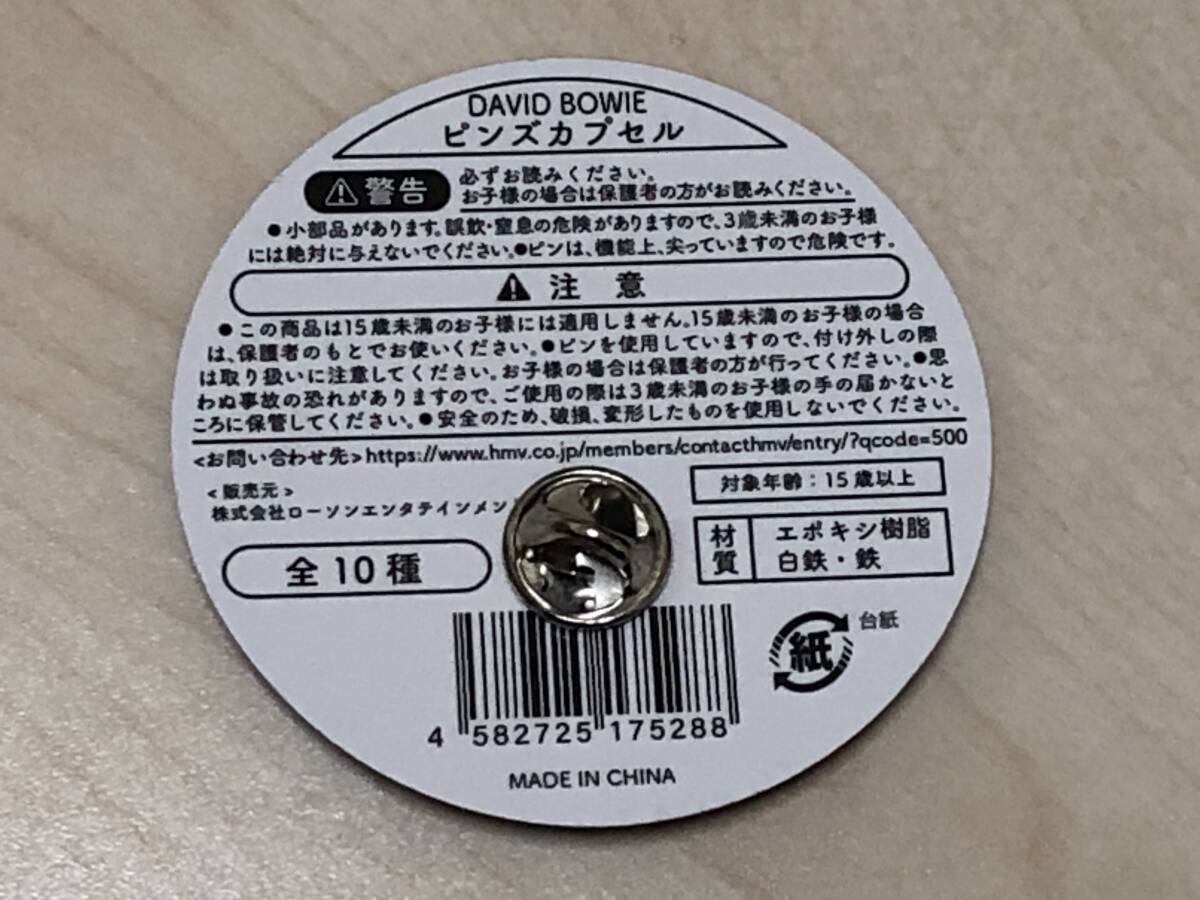 DAVID BOWIE
ピンズカプセル
警告
必ずお読みください。
お子様の場合は保護者の方がお読みください。
●小部品があります。誤飲・窒息の危険がありますので、3歳未満のお子様
には絶対に与えないでください。●ピンは、機能上、尖っていますので危険です。
注 意
●この商品は15歳未満のお子様には適用しません。15歳未満のお子様の場合
は、保護者のもとでお使いください。●ピンを使用していますので、付け外しの際
は取り扱いに注意してください。お子様の場合は保護者の方が行ってください。●思
わぬ事故の恐れがありますので、ご使用の際は3歳未満のお子様の手の届かないと
ころに保管してください。●安全のため、破損、変形したものを使用しないでください。
<お問い合わせ先>https://www.hmv.co.jp/members/contacthmv/entry/?qcode=500
<販売元>
株式会社ローソンエンタテインメン
対象年齢:15歳以上
全10種
材質
エポキシ樹脂
白鉄・鉄
紙
台紙
4 582725 175288
MADE IN CHINA